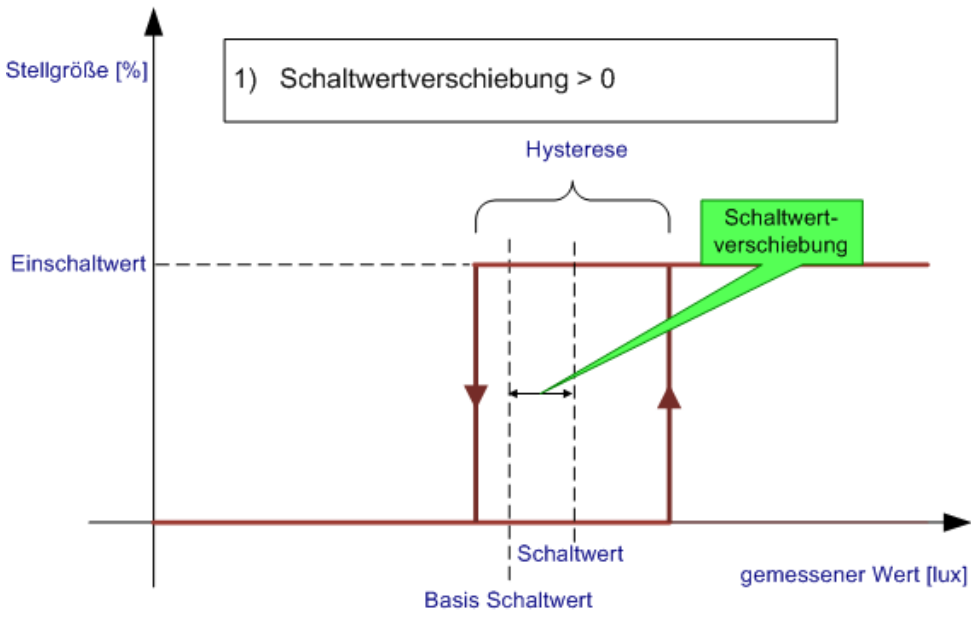 Stellgröße [%]
1) Schaltwertverschiebung > 0
Hysterese
Schaltwert-
verschiebung
Einschaltwert
Schaltwert
gemessener Wert [lux]
Basis Schaltwert